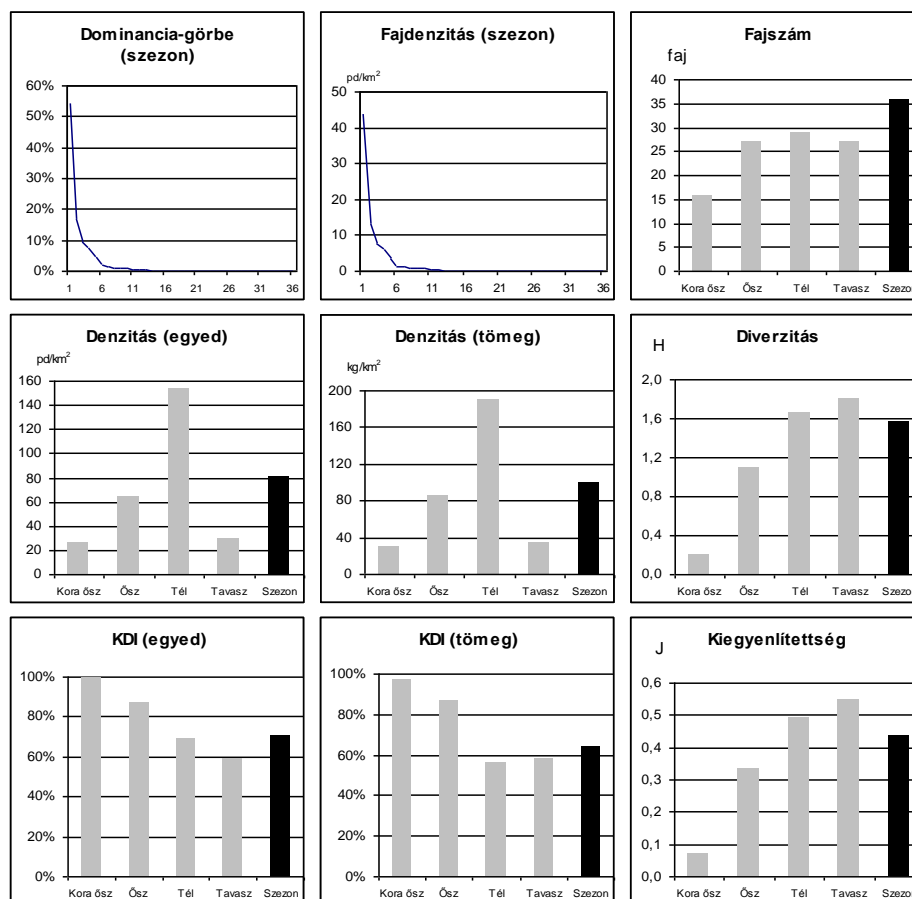 Dominancia-görbe
(szezon)
60%
50%
40%
30%
20%
10%
0%
1 6 11 16 21 26 31 36
Fajdenzitás (szezon)
pd/km²
50
40
30
20
10
0
1 6 11 16 21 26 31 36
Fajszám
faj
40
35
30
25
20
15
10
5
0
Kora ősz Ősz Tél Tavasz Szezon
Denzitás (egyed)
pd/km²
160
140
120
100
80
60
40
20
0
Kora ősz Ősz Tél Tavasz Szezon
Denzitás (tömeg)
kg/km²
200
160
120
80
40
0
Kora ősz Ősz Tél Tavasz Szezon
Diverzitás
H
2,0
1,6
1,2
0,8
0,4
0,0
Kora ősz Ősz Tél Tavasz Szezon
KDI (egyed)
100%
80%
60%
40%
20%
0%
Kora ősz Ősz Tél Tavasz Szezon
KDI (tömeg)
100%
80%
60%
40%
20%
0%
Kora ősz Ősz Tél Tavasz Szezon
Kiegyenlítettség
J
0,6
0,5
0,4
0,3
0,2
0,1
0,0
Kora ősz Ősz Tél Tavasz Szezon